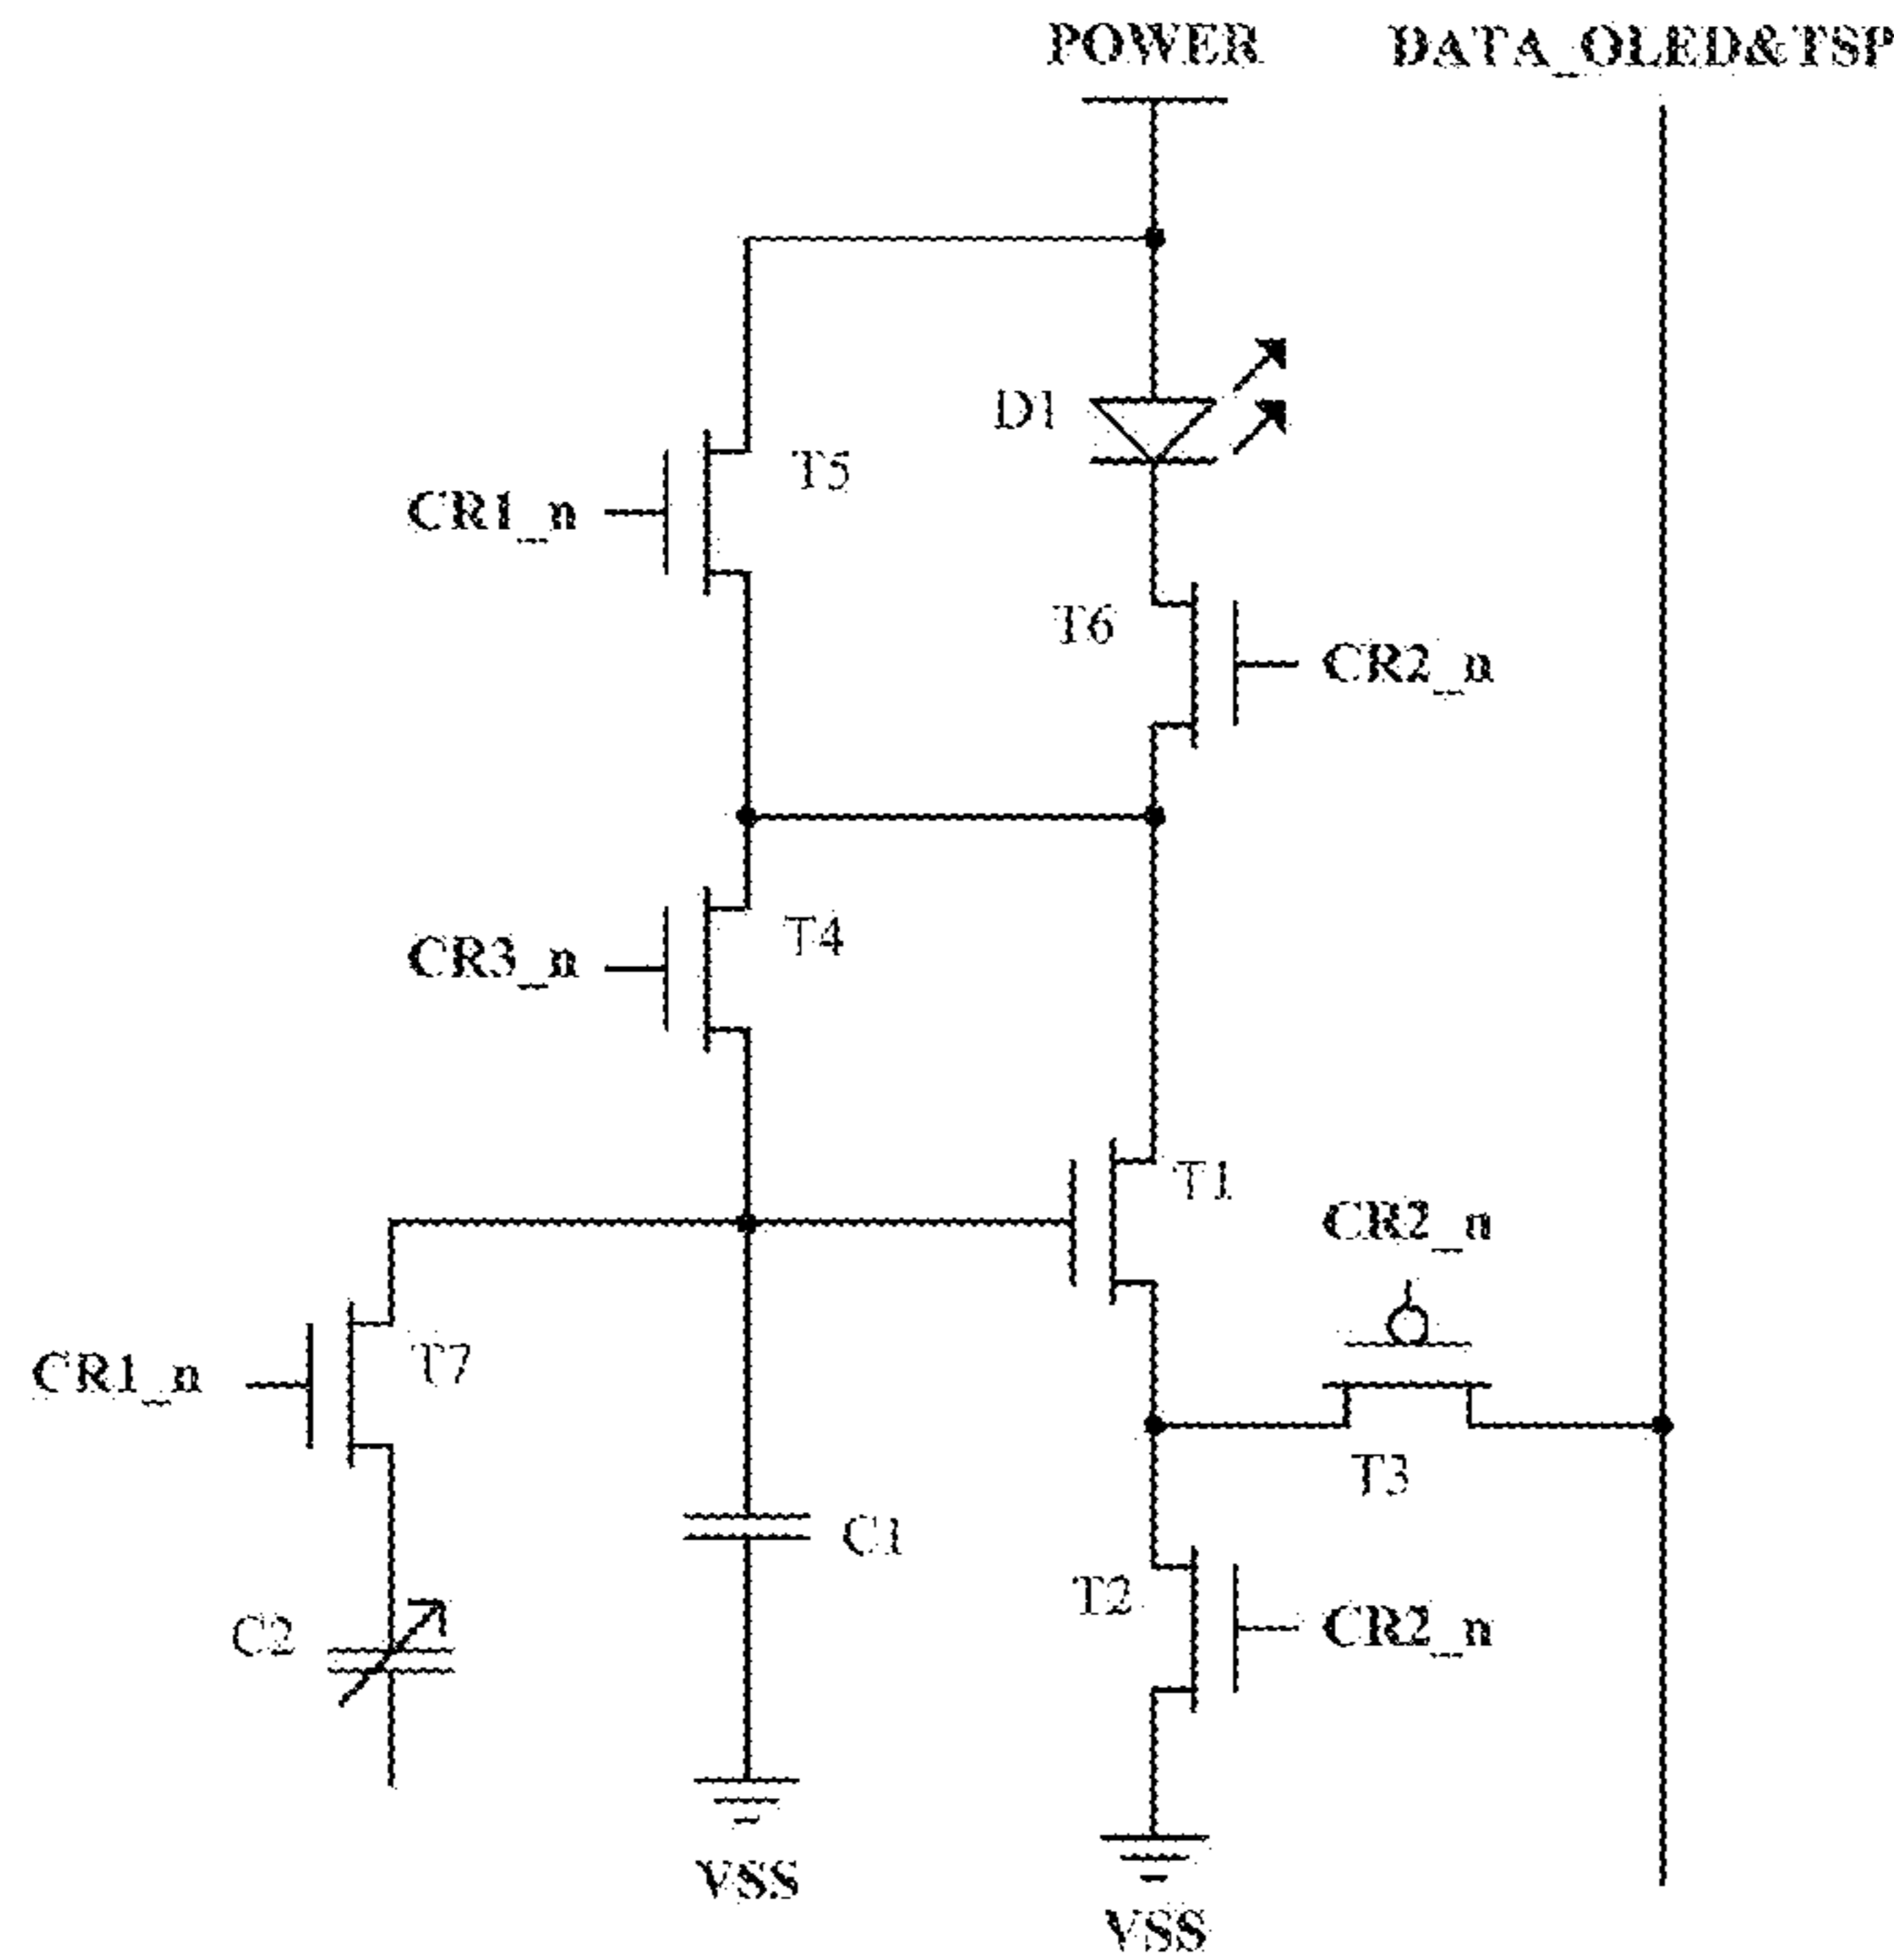 POWER
DATA_OLED&TSP
D1
T5
CR1_n
T6
CR2_n
T4
CR3_n
T1
CR2_n
T7
CR1_n
T3
C1
T2
C2
CR2_n
VSS
VSS